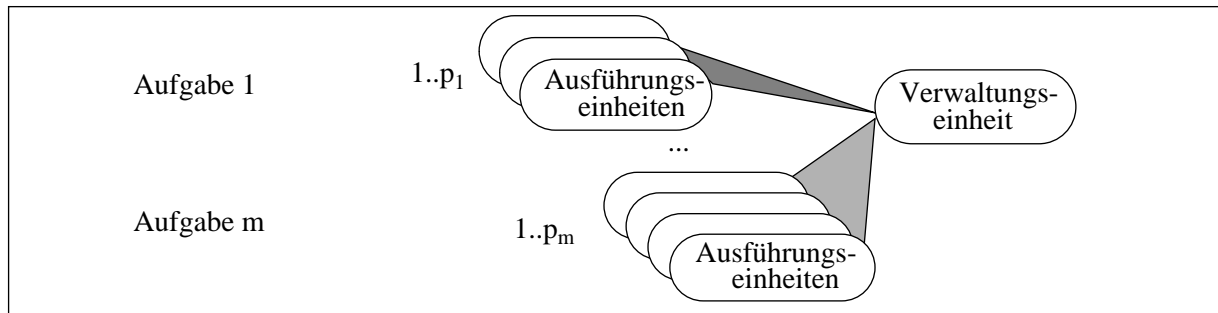 Aufgabe 1
1..p1
Ausführungs-
einheiten
Verwaltungs-
einheit
...
Aufgabe m
1..pm
Ausführungs-
einheiten